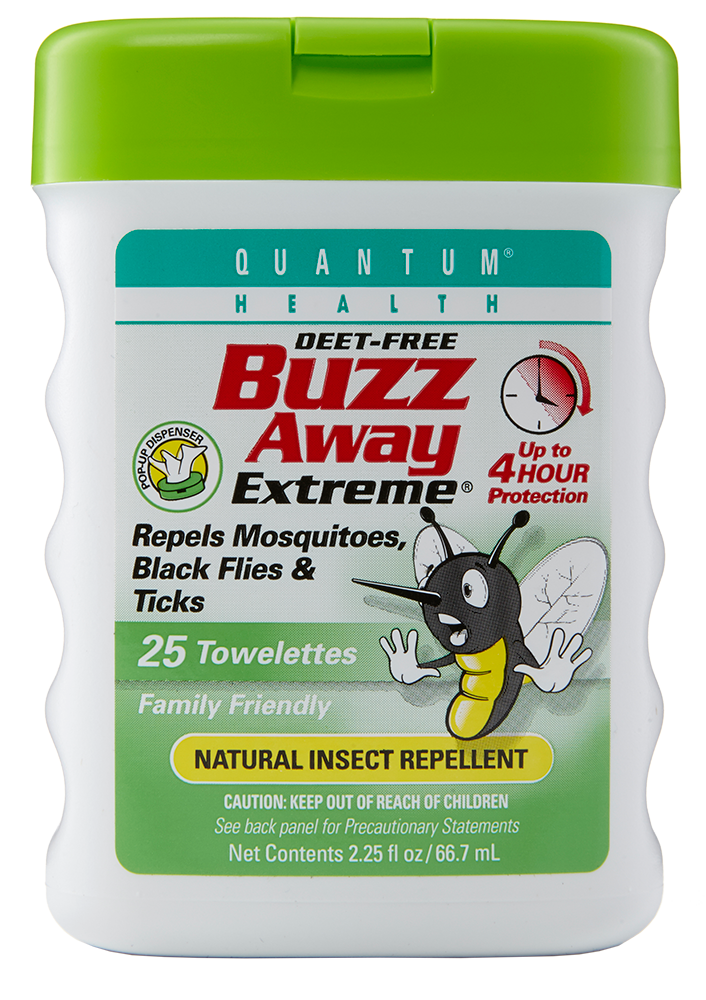 QUANTUM®
HEALTH
DEET-FREE
Buzz
Away
Extreme®
POP-UP DISPENSER
Up to
4 HOUR
Protection
Repels Mosquitoes,
Black Flies &
Ticks
25 Towelettes
Family Friendly
NATURAL INSECT REPELLENT
CAUTION: KEEP OUT OF REACH OF CHILDREN
See back panel for Precautionary Statements
Net Contents 2.25 fl oz / 66.7 mL